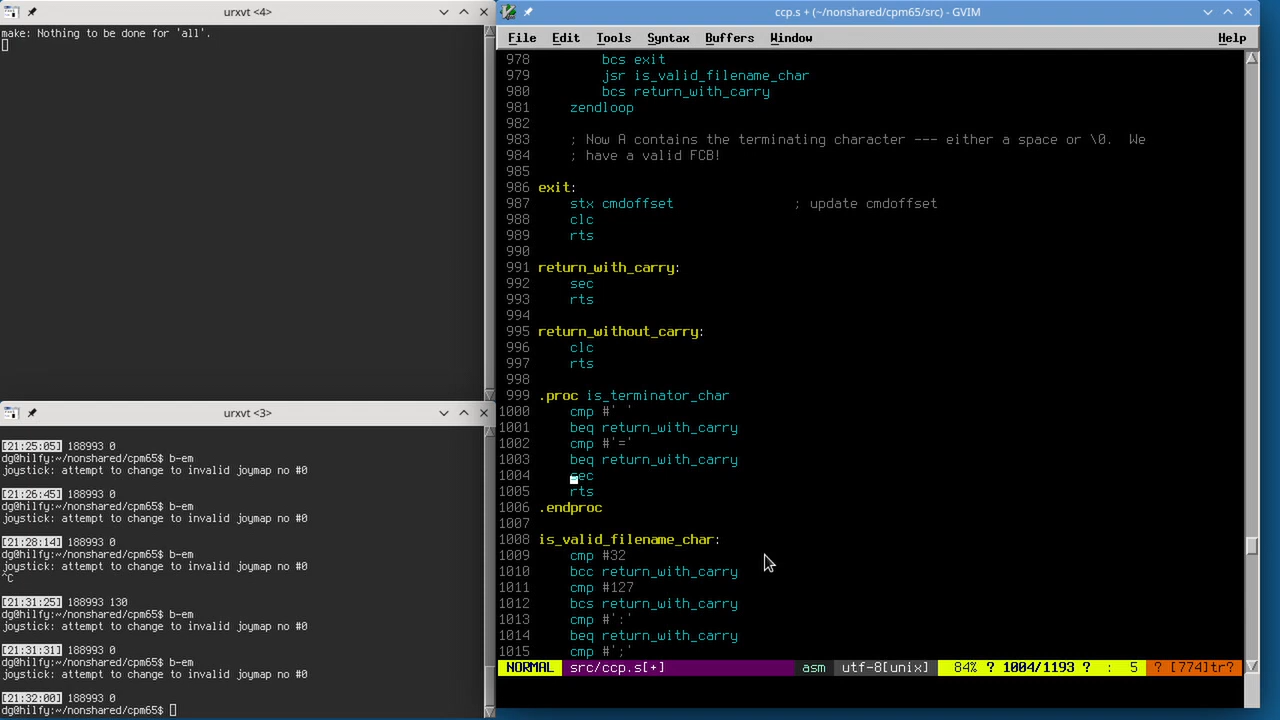 urxvt <4>
make: Nothing to be done for 'all'.
urxvt <3>
[21:25:05] 188993 0
dg@hilfy:~/nonshared/cpm65$ b-em
joystick: attempt to change to invalid joymap no #0
[21:26:45] 188993 0
dg@hilfy:~/nonshared/cpm65$ b-em
joystick: attempt to change to invalid joymap no #0
[21:28:14] 188993 0
dg@hilfy:~/nonshared/cpm65$ b-em
joystick: attempt to change to invalid joymap no #0
^C
[21:31:25] 188993 130
dg@hilfy:~/nonshared/cpm65$ b-em
joystick: attempt to change to invalid joymap no #0
[21:31:31] 188993 0
dg@hilfy:~/nonshared/cpm65$ b-em
joystick: attempt to change to invalid joymap no #0
[21:32:00] 188993 0
dg@hilfy:~/nonshared/cpm65$
ccp.s + (~/nonshared/cpm65/src) - GVIM
File Edit Tools Syntax Buffers Window Help
978 bcs exit
979 jsr is_valid_filename_char
980 bcs return_with_carry
981 zendloop
982
983 ; Now A contains the terminating character --- either a space or \0. We
984 ; have a valid FCB!
985
986 exit:
987 stx cmdoffset ; update cmdoffset
988 clc
989 rts
990
991 return_with_carry:
992 sec
993 rts
994
995 return_without_carry:
996 clc
997 rts
998
999 .proc is_terminator_char
1000 cmp #' '
1001 beq return_with_carry
1002 cmp #'='
1003 beq return_with_carry
1004 sec
1005 rts
1006 .endproc
1007
1008 is_valid_filename_char:
1009 cmp #32
1010 bcc return_with_carry
1011 cmp #127
1012 bcs return_with_carry
1013 cmp #':'
1014 beq return_with_carry
1015 cmp #';'
NORMAL src/ccp.s[+] asm utf-8[unix] 84% ? 1004/1193 ? : 5 ? [774]tr?